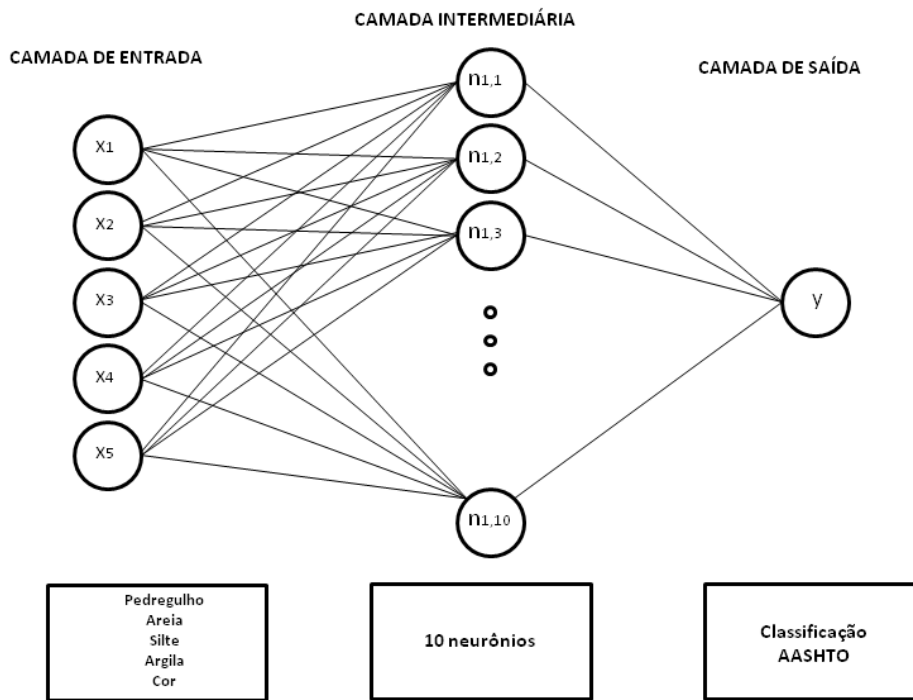 CAMADA INTERMEDIÁRIA
CAMADA DE ENTRADA
CAMADA DE SAÍDA
n1,1
x1
n1,2
x2
n1,3
x3
y
x4
x5
n1,10
Pedregulho
Areia
Silte
Argila
Cor
10 neurônios
Classificação
AASHTO